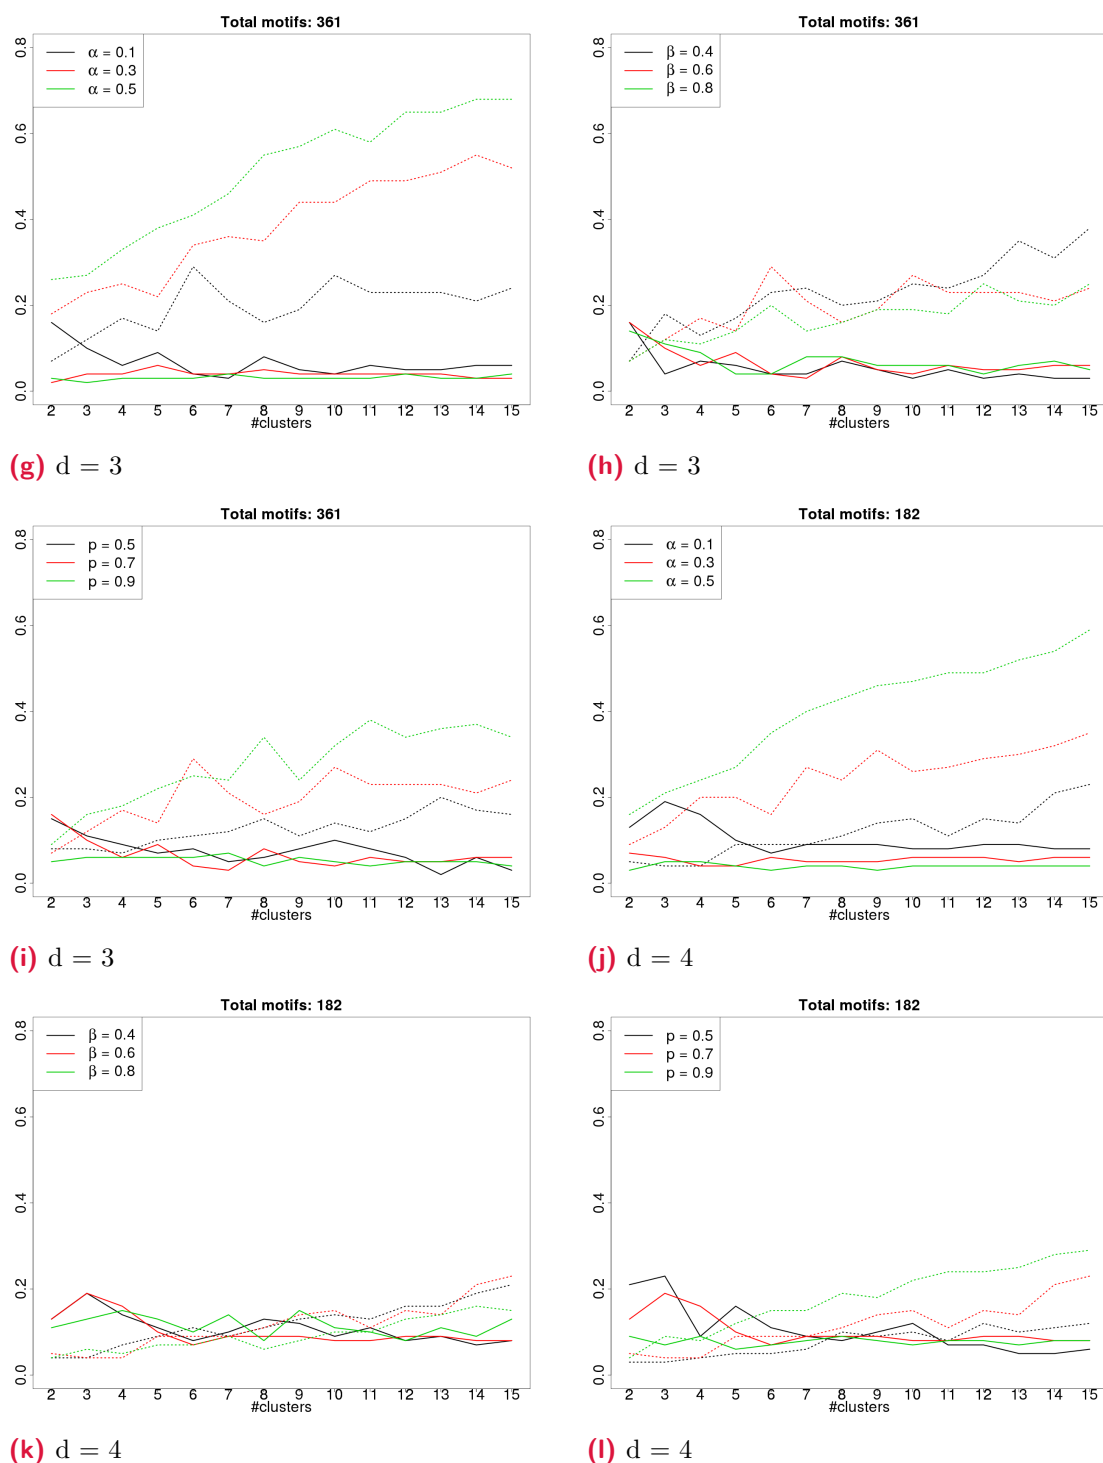 Total motifs: 361
α = 0.1
α = 0.3
α = 0.5
0.0 0.2 0.4 0.6 0.8
2 3 4 5 6 7 8 9 10 11 12 13 14 15
#clusters
(g) d = 3
Total motifs: 361
β = 0.4
β = 0.6
β = 0.8
0.0 0.2 0.4 0.6 0.8
2 3 4 5 6 7 8 9 10 11 12 13 14 15
#clusters
(h) d = 3
Total motifs: 361
p = 0.5
p = 0.7
p = 0.9
0.0 0.2 0.4 0.6 0.8
2 3 4 5 6 7 8 9 10 11 12 13 14 15
#clusters
(i) d = 3
Total motifs: 182
α = 0.1
α = 0.3
α = 0.5
0.0 0.2 0.4 0.6 0.8
2 3 4 5 6 7 8 9 10 11 12 13 14 15
#clusters
(j) d = 4
Total motifs: 182
β = 0.4
β = 0.6
β = 0.8
0.0 0.2 0.4 0.6 0.8
2 3 4 5 6 7 8 9 10 11 12 13 14 15
#clusters
(k) d = 4
Total motifs: 182
p = 0.5
p = 0.7
p = 0.9
0.0 0.2 0.4 0.6 0.8
2 3 4 5 6 7 8 9 10 11 12 13 14 15
#clusters
(l) d = 4